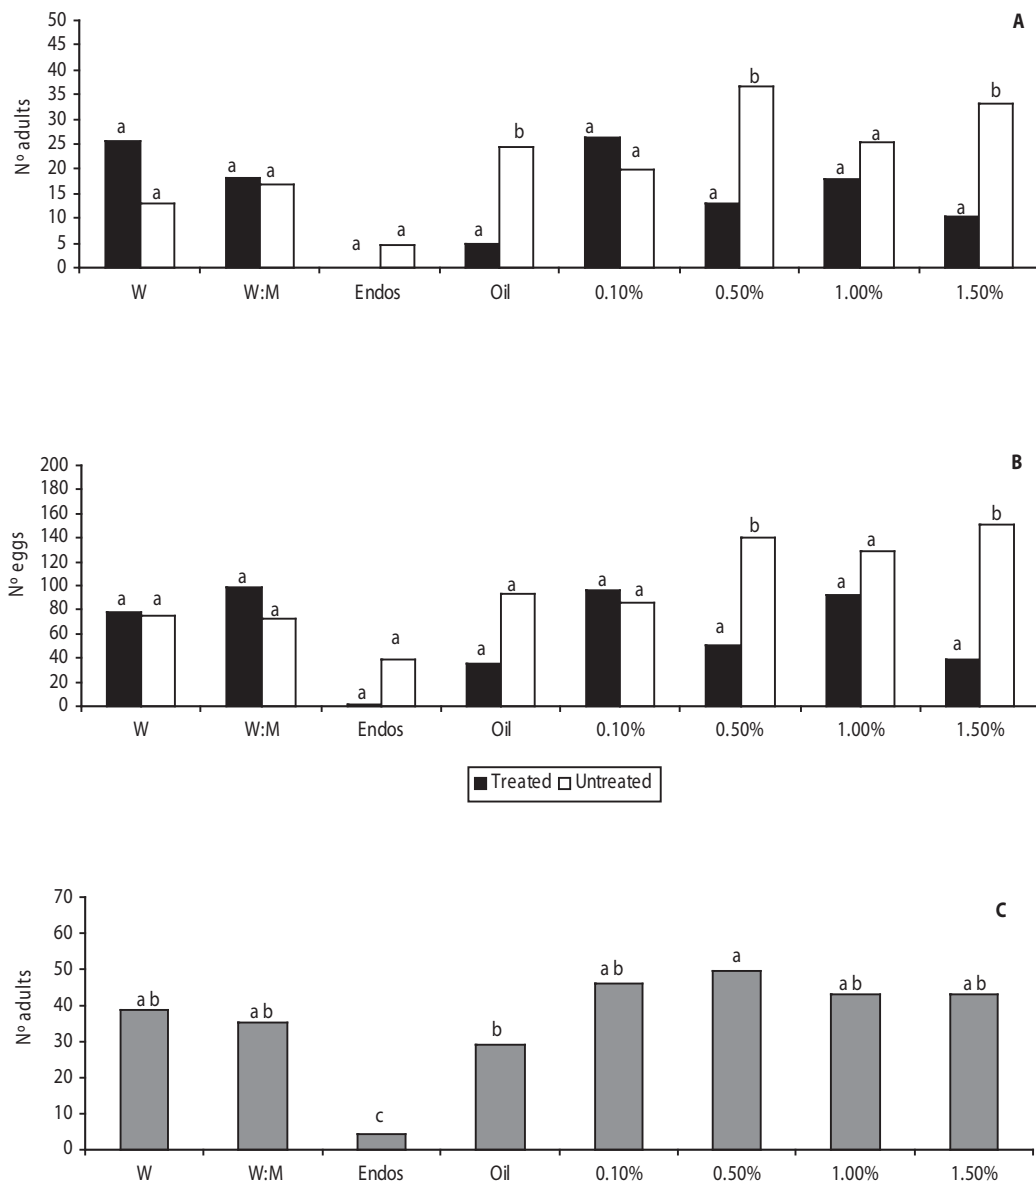 A
Nº adults
50
45
40
35
30
25
20
15
10
5
0
a a a a a a a b a a a b a a a b
W W:M Endos Oil 0.10% 0.50% 1.00% 1.50%
B
Nº eggs
200
180
160
140
120
100
80
60
40
20
0
a a a a a a a a a a a b a a a b
W W:M Endos Oil 0.10% 0.50% 1.00% 1.50%
Treated Untreated
C
Nº adults
70
60
50
40
30
20
10
0
a b a b c b a b a a b a b
W W:M Endos Oil 0.10% 0.50% 1.00% 1.50%